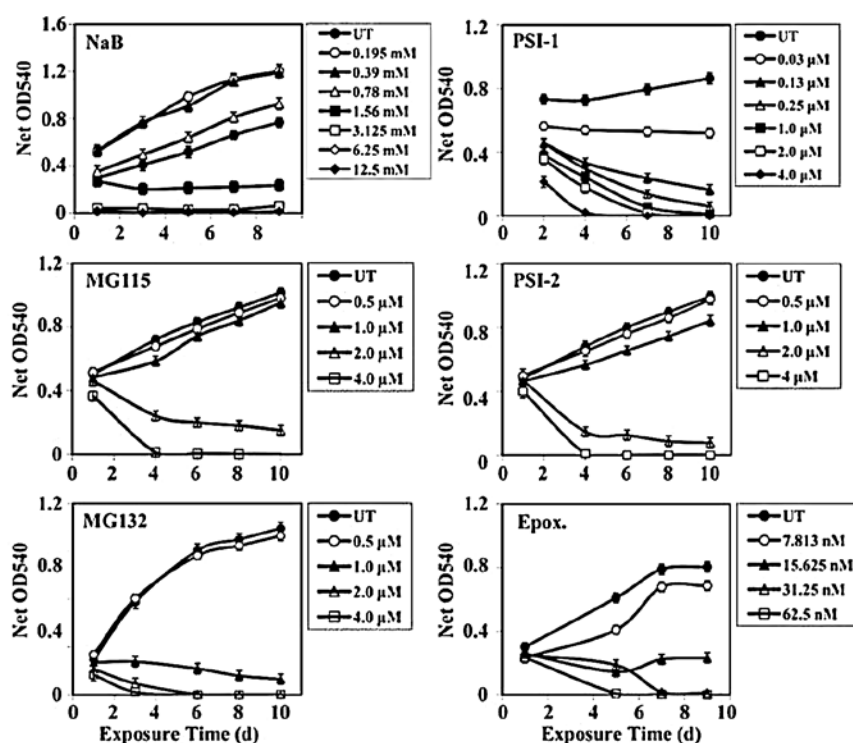 NaB
Net OD540
1.6
1.2
0.8
0.4
0
0 2 4 6 8 10
UT
0.195 mM
0.39 mM
0.78 mM
1.56 mM
3.125 mM
6.25 mM
12.5 mM
PSI-1
Net OD540
1.2
0.8
0.4
0
0 2 4 6 8 10
UT
0.03 µM
0.13 µM
0.25 µM
1.0 µM
2.0 µM
4.0 µM
MG115
Net OD540
1.2
0.8
0.4
0
0 2 4 6 8 10
UT
0.5 µM
1.0 µM
2.0 µM
4.0 µM
PSI-2
Net OD540
1.2
0.8
0.4
0
0 2 4 6 8 10
UT
0.5 µM
1.0 µM
2.0 µM
4 µM
MG132
Net OD540
1.2
0.8
0.4
0
0 2 4 6 8 10
Exposure Time (d)
UT
0.5 µM
1.0 µM
2.0 µM
4.0 µM
Epox.
Net OD540
1.2
0.8
0.4
0
0 2 4 6 8 10
Exposure Time (d)
UT
7.813 nM
15.625 nM
31.25 nM
62.5 nM